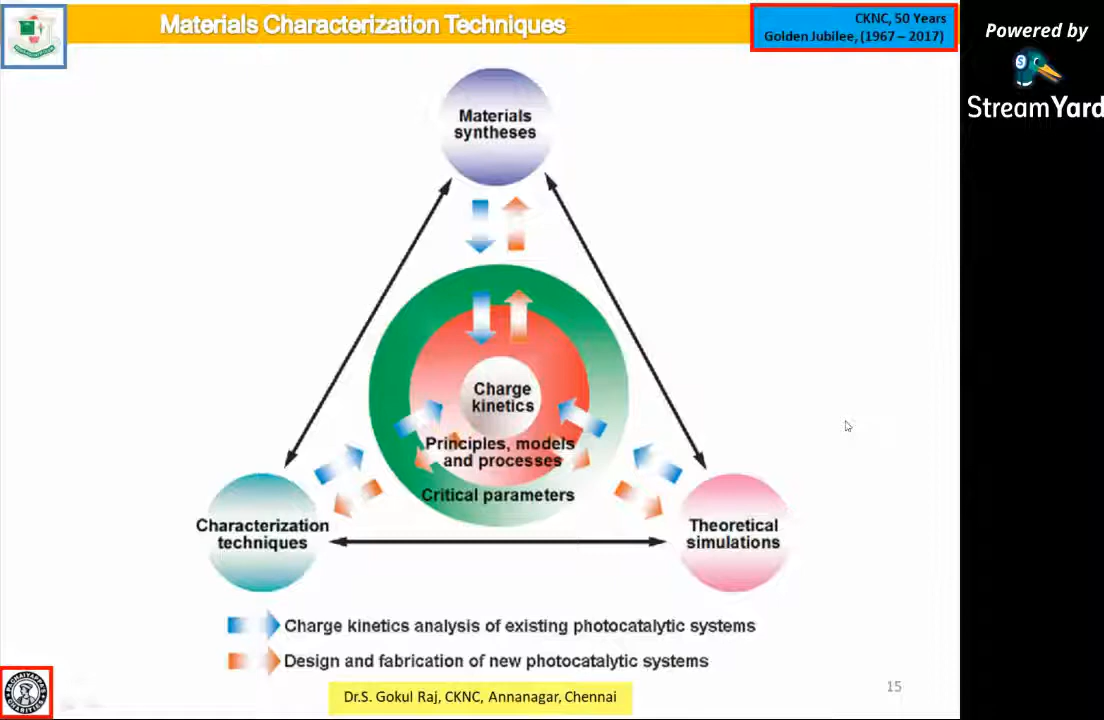 Materials Characterization Techniques
CKNC, 50 Years
Golden Jubilee, (1967 – 2017)
Powered by
StreamYard
Materials
syntheses
Charge
kinetics
Principles, models
and processes
Critical parameters
Characterization
techniques
Theoretical
simulations
Charge kinetics analysis of existing photocatalytic systems
Design and fabrication of new photocatalytic systems
Dr.S. Gokul Raj, CKNC, Annanagar, Chennai
15